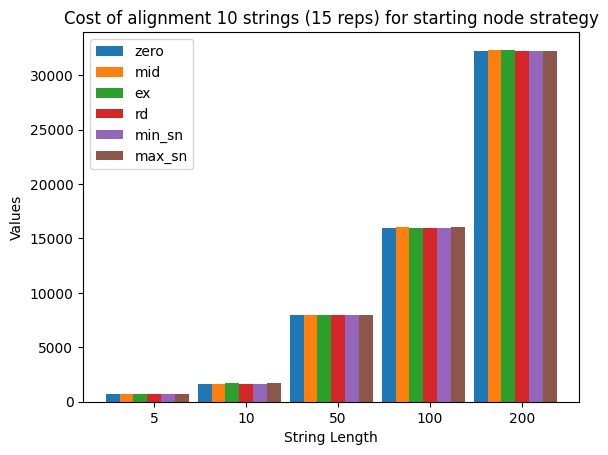 Cost of alignment 10 strings (15 reps) for starting node strategy
zero
mid
ex
rd
min_sn
max_sn
Values
30000
25000
20000
15000
10000
5000
0
5 10 50 100 200
String Length